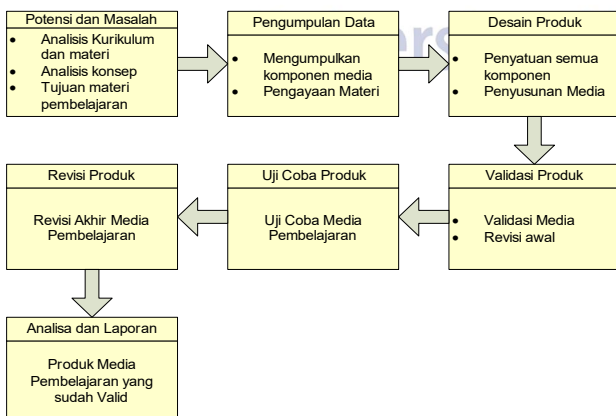 Potensi dan Masalah
• Analisis Kurikulum
dan materi
• Analisis konsep
• Tujuan materi
pembelajaran
Pengumpulan Data
• Mengumpulkan
komponen media
• Pengayaan Materi
Desain Produk
• Penyatuan semua
komponen
• Penyusunan Media
Validasi Produk
• Validasi Media
• Revisi awal
Uji Coba Produk
Uji Coba Media
Pembelajaran
Revisi Produk
Revisi Akhir Media
Pembelajaran
Analisa dan Laporan
Produk Media
Pembelajaran yang
sudah Valid